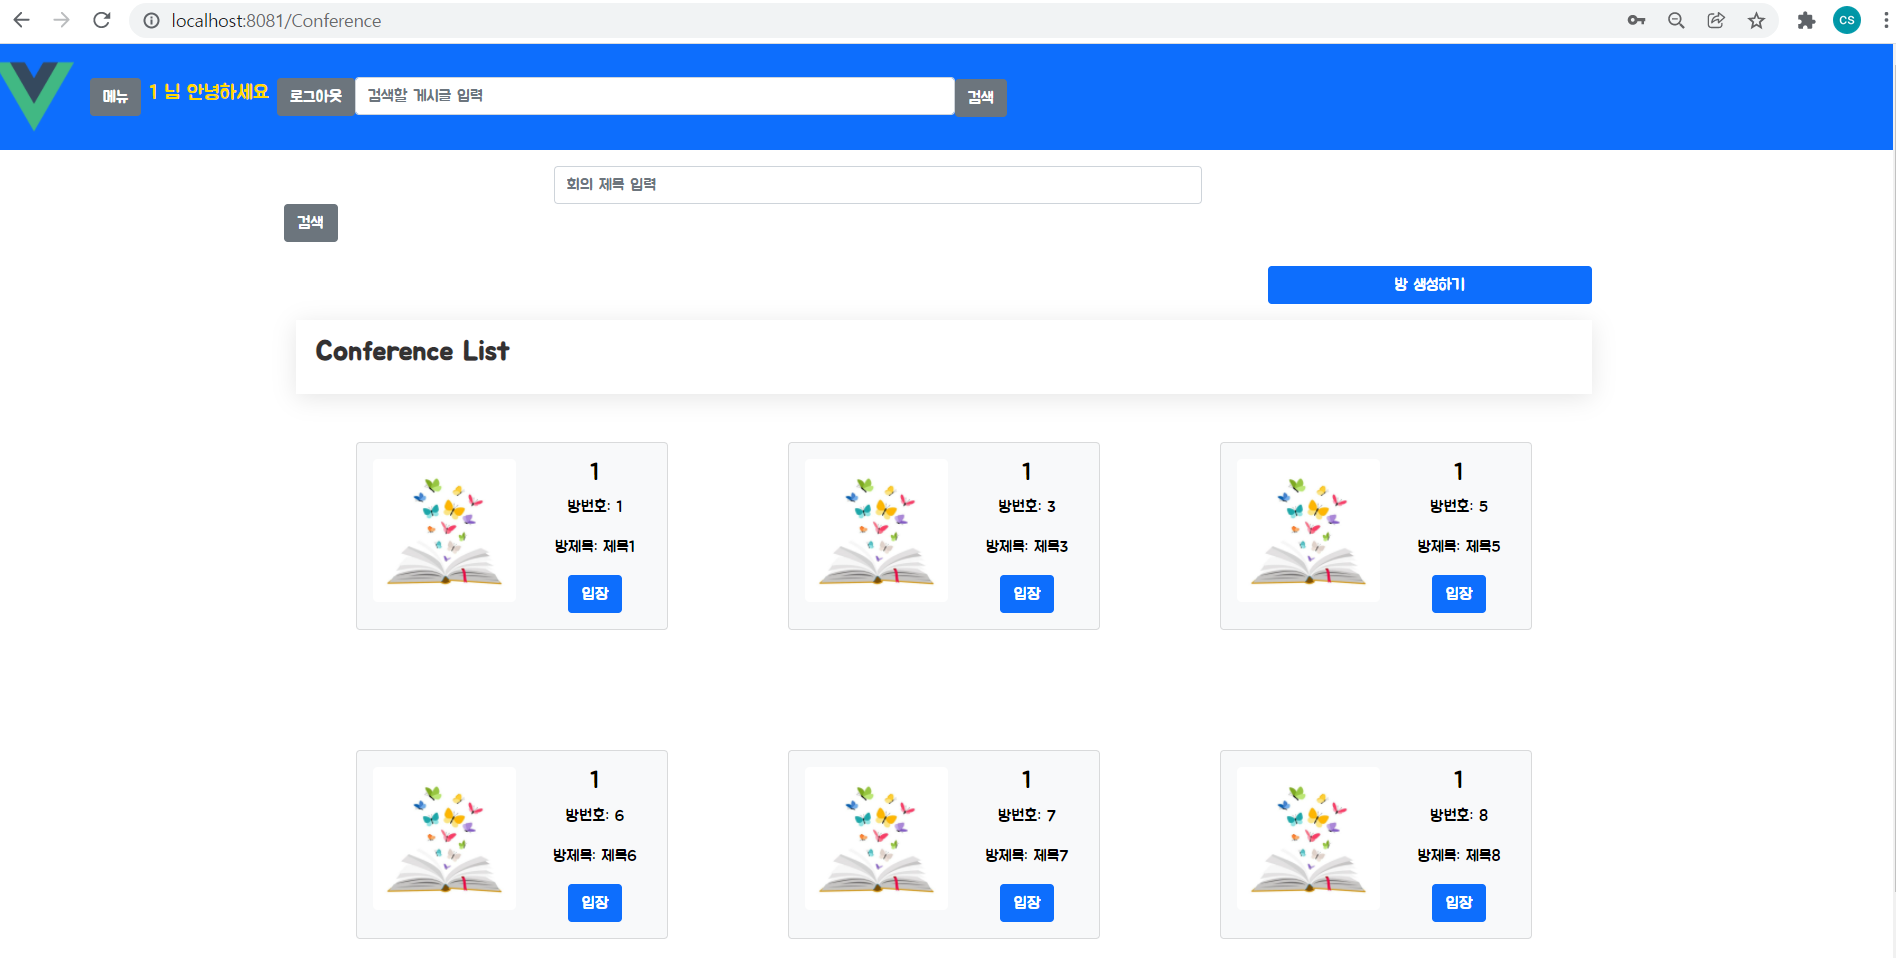 localhost:8081/Conference
CS
메뉴 1 님 안녕하세요 로그아웃 검색할 게시글 입력 검색
회의 제목 입력
검색
방 생성하기
Conference List
1
방번호: 1
방제목: 제목1
입장
1
방번호: 3
방제목: 제목3
입장
1
방번호: 5
방제목: 제목5
입장
1
방번호: 6
방제목: 제목6
입장
1
방번호: 7
방제목: 제목7
입장
1
방번호: 8
방제목: 제목8
입장